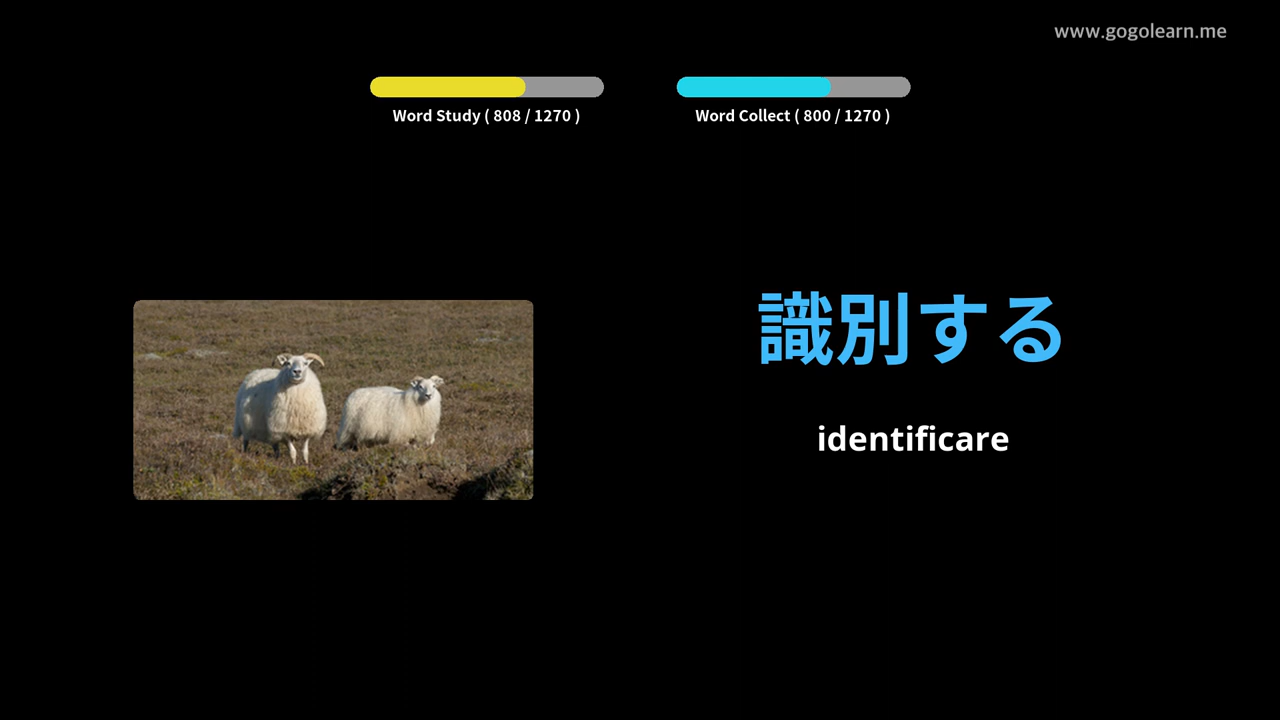 www.gogolearn.me
Word Study ( 808 / 1270 )
Word Collect ( 800 / 1270 )
識別する
identificare